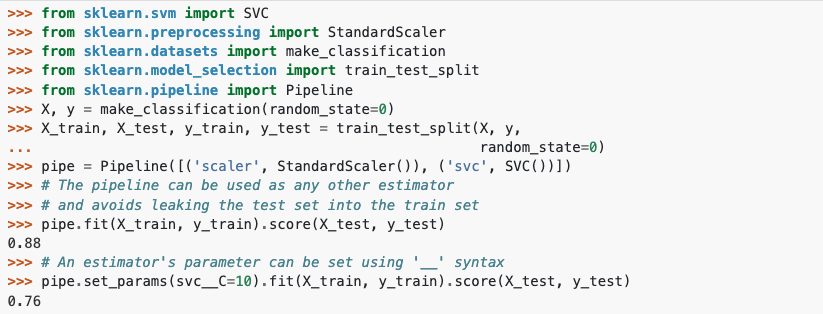 >>> from sklearn.svm import SVC
>>> from sklearn.preprocessing import StandardScaler
>>> from sklearn.datasets import make_classification
>>> from sklearn.model_selection import train_test_split
>>> from sklearn.pipeline import Pipeline
>>> X, y = make_classification(random_state=0)
>>> X_train, X_test, y_train, y_test = train_test_split(X, y,
...                                                     random_state=0)
>>> pipe = Pipeline([('scaler', StandardScaler()), ('svc', SVC())])
>>> # The pipeline can be used as any other estimator
>>> # and avoids leaking the test set into the train set
>>> pipe.fit(X_train, y_train).score(X_test, y_test)
0.88
>>> # An estimator's parameter can be set using '__' syntax
>>> pipe.set_params(svc__C=10).fit(X_train, y_train).score(X_test, y_test)
0.76